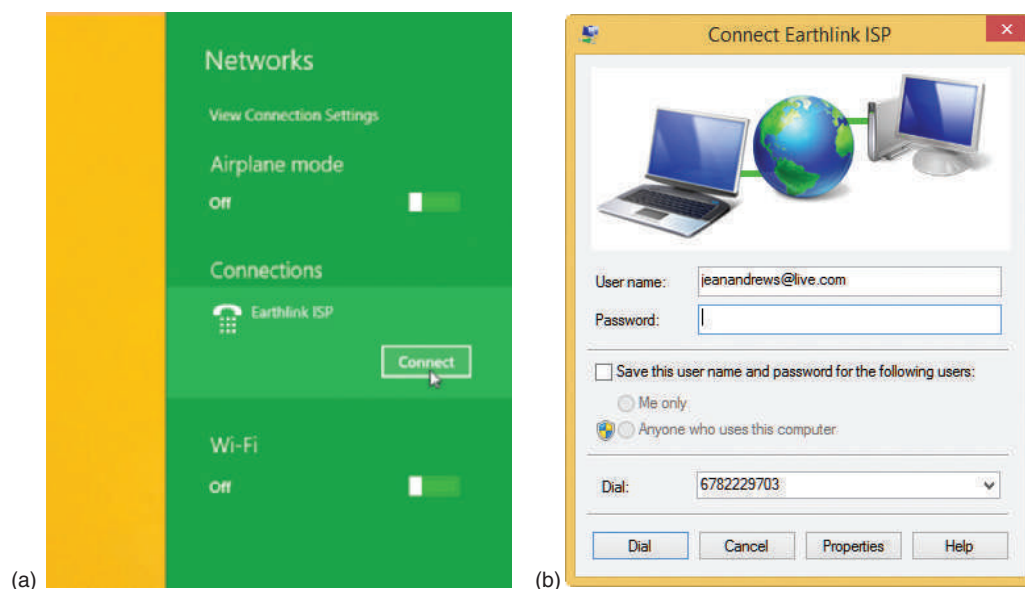 Networks
View Connection Settings
Airplane mode
Off
Connections
Earthlink ISP
Connect
Wi-Fi
Off
(a)
Connect Earthlink ISP
User name: jeanandrews@live.com
Password:
Save this user name and password for the following users:
Me only
Anyone who uses this computer
Dial: 6782229703
Dial Cancel Properties Help
(b)